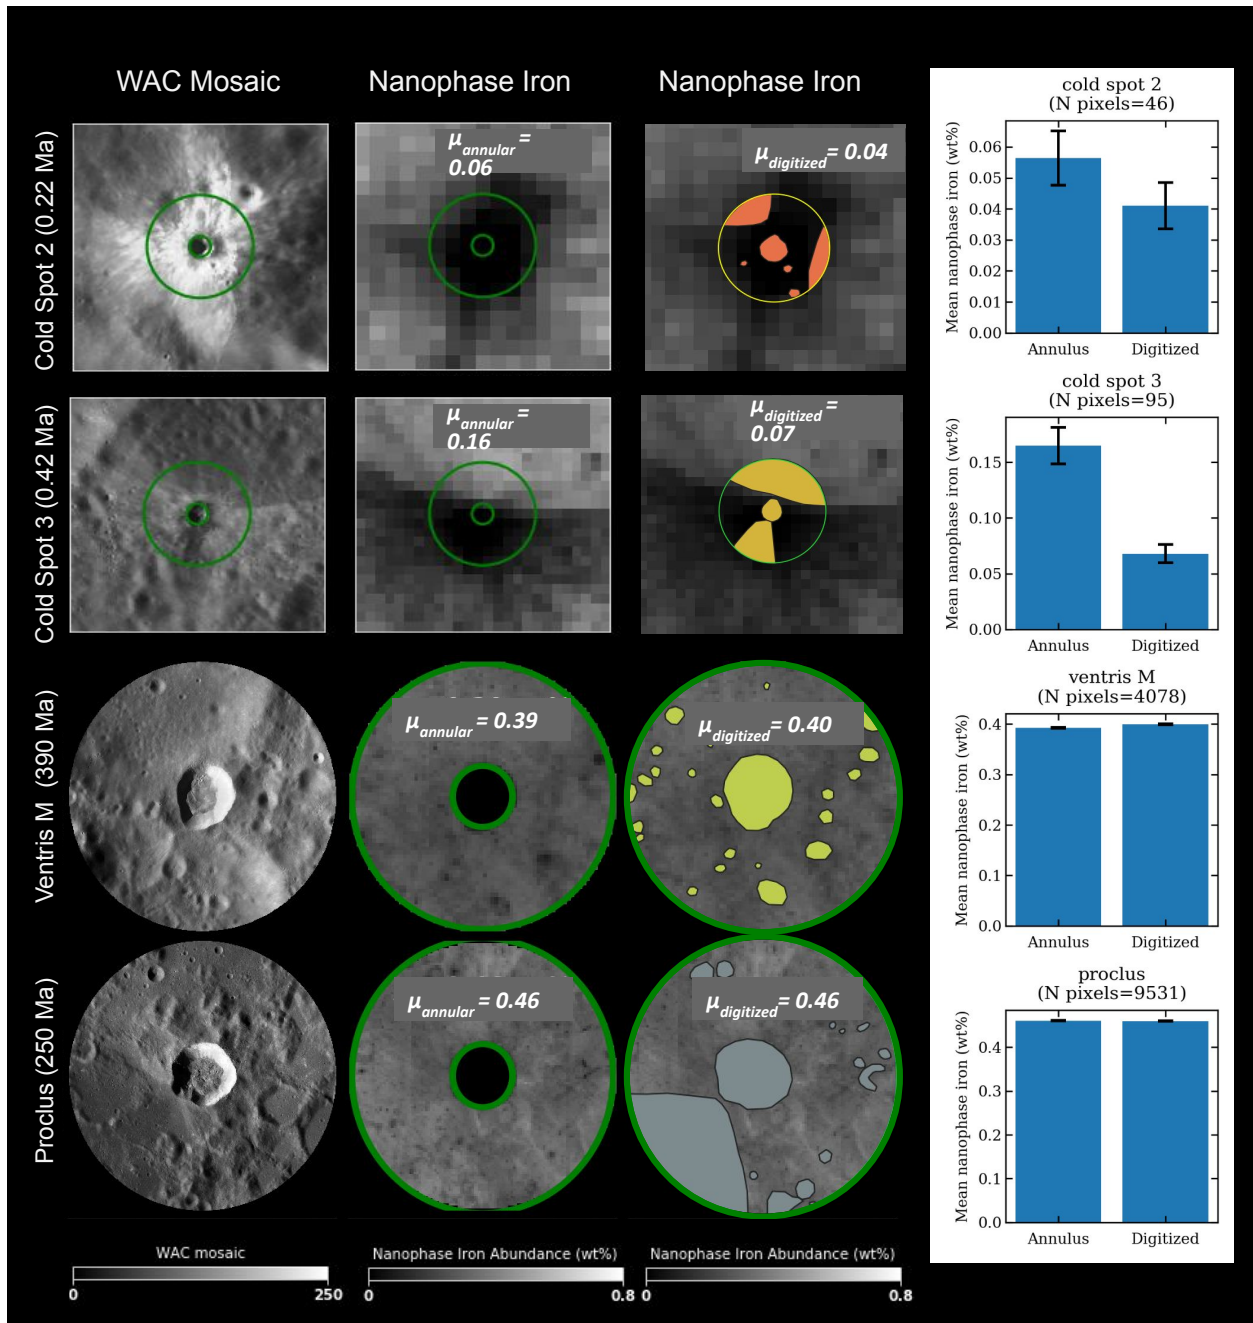 WAC Mosaic
Nanophase Iron
Nanophase Iron
Cold Spot 2 (0.22 Ma)
μannular =
0.06
μdigitized = 0.04
cold spot 2
(N pixels=46)
Mean nanophase iron (wt%)
0.06
0.05
0.04
0.03
0.02
0.01
0.00
Annulus
Digitized
Cold Spot 3 (0.42 Ma)
μannular =
0.16
μdigitized =
0.07
cold spot 3
(N pixels=95)
Mean nanophase iron (wt%)
0.15
0.10
0.05
0.00
Annulus
Digitized
Ventris M (390 Ma)
μannular = 0.39
μdigitized = 0.40
ventris M
(N pixels=4078)
Mean nanophase iron (wt%)
0.4
0.3
0.2
0.1
0.0
Annulus
Digitized
Proclus (250 Ma)
μannular = 0.46
μdigitized = 0.46
proclus
(N pixels=9531)
Mean nanophase iron (wt%)
0.4
0.3
0.2
0.1
0.0
Annulus
Digitized
WAC mosaic
0
250
Nanophase Iron Abundance (wt%)
0
0.8
Nanophase Iron Abundance (wt%)
0
0.8